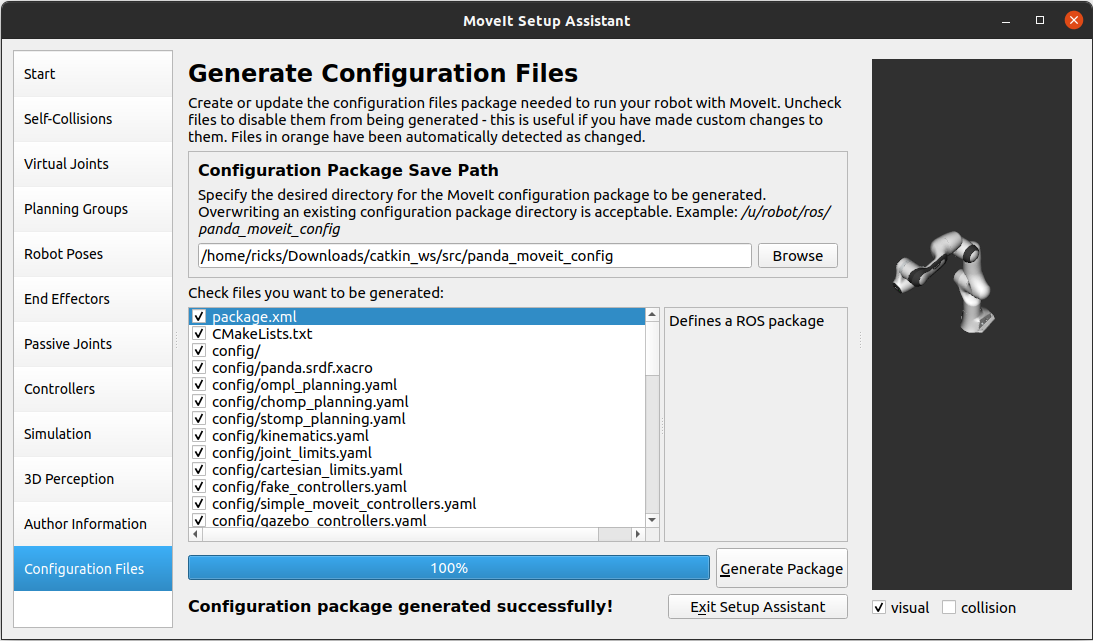 MoveIt Setup Assistant
Start
Self-Collisions
Virtual Joints
Planning Groups
Robot Poses
End Effectors
Passive Joints
Controllers
Simulation
3D Perception
Author Information
Configuration Files
Generate Configuration Files
Create or update the configuration files package needed to run your robot with MoveIt. Uncheck
files to disable them from being generated - this is useful if you have made custom changes to
them. Files in orange have been automatically detected as changed.
Configuration Package Save Path
Specify the desired directory for the MoveIt configuration package to be generated.
Overwriting an existing configuration package directory is acceptable. Example: /u/robot/ros/
panda_moveit_config
/home/ricks/Downloads/catkin_ws/src/panda_moveit_config
Browse
Check files you want to be generated:
package.xml
CMakeLists.txt
config/
config/panda.srdf.xacro
config/ompl_planning.yaml
config/chomp_planning.yaml
config/stomp_planning.yaml
config/kinematics.yaml
config/joint_limits.yaml
config/cartesian_limits.yaml
config/fake_controllers.yaml
config/simple_moveit_controllers.yaml
config/gazebo_controllers.yaml
Defines a ROS package
100%
Generate Package
Configuration package generated successfully!
Exit Setup Assistant
visual
collision